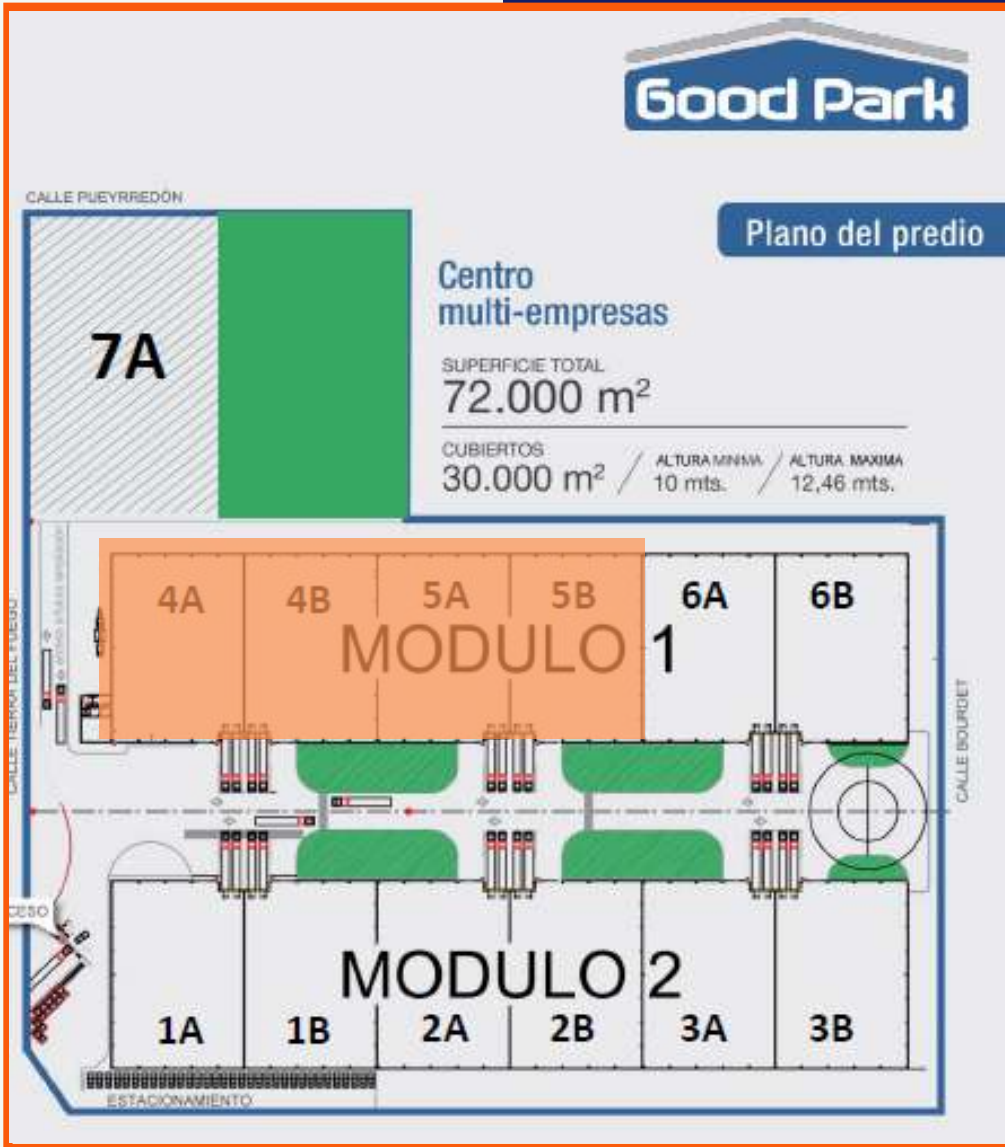 Good Park
CALLE PUEYRREDÓN
Plano del predio
Centro
multi-empresas
SUPERFICIE TOTAL
72.000 m²
CUBIERTOS
30.000 m² / ALTURA MINIMA 10 mts. / ALTURA MAXIMA 12,46 mts.
7A
4A 4B 5A 5B 6A 6B
MODULO 1
CALLE TIERRA DEL FUEGO
CALLE BOURDET
CESO
MODULO 2
1A 1B 2A 2B 3A 3B
ESTACIONAMIENTO